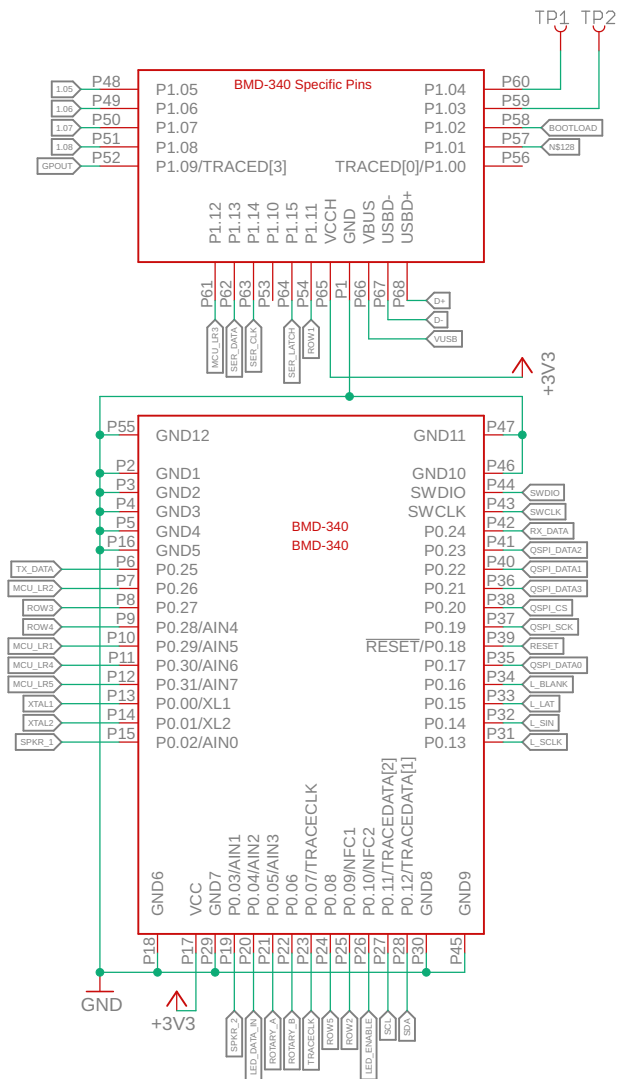 TP1 TP2
BMD-340 Specific Pins
1.05 P48 P1.05 P1.04 P60
1.06 P49 P1.06 P1.03 P59
1.07 P50 P1.07 P1.02 P58 BOOTLOAD
1.08 P51 P1.08 P1.01 P57 N$128
GPOUT P52 P1.09/TRACED[3] TRACED[0]/P1.00 P56
P1.12 P1.13 P1.14 P1.10 P1.15 P1.11 VCCH GND VBUS USBD- USBD+
P61 P62 P63 P53 P64 P54 P65 P1 P66 P67 P68
D+
D-
VUSB
MCU_LR3 SER_DATA SER_CLK SER_LATCH ROW1
+3V3
P55 GND12 GND11 P47
P2 GND1 GND10 P46
P3 GND2 SWDIO P44 SWDIO
P4 GND3 SWCLK P43 SWCLK
P5 GND4 BMD-340 P0.24 P42 RX_DATA
P16 GND5 BMD-340 P0.23 P41 QSPI_DATA2
TX_DATA P6 P0.25 P0.22 P40 QSPI_DATA1
MCU_LR2 P7 P0.26 P0.21 P36 QSPI_DATA3
ROW3 P8 P0.27 P0.20 P38 QSPI_CS
ROW4 P9 P0.28/AIN4 P0.19 P37 QSPI_SCK
MCU_LR1 P10 P0.29/AIN5 RESET/P0.18 P39 RESET
MCU_LR4 P11 P0.30/AIN6 P0.17 P35 QSPI_DATA0
MCU_LR5 P12 P0.31/AIN7 P0.16 P34 L_BLANK
XTAL1 P13 P0.00/XL1 P0.15 P33 L_LAT
XTAL2 P14 P0.01/XL2 P0.14 P32 L_SIN
SPKR_1 P15 P0.02/AIN0 P0.13 P31 L_SCLK
GND6 VCC GND7 P0.03/AIN1 P0.04/AIN2 P0.05/AIN3 P0.06 P0.07/TRACECLK P0.08 P0.09/NFC1 P0.10/NFC2 P0.11/TRACEDATA[2] P0.12/TRACEDATA[1] GND8 GND9
P18 P17 P29 P19 P20 P21 P22 P23 P24 P25 P26 P27 P28 P30 P45
GND
+3V3
SPKR_2 LED_DATA_IN ROTARY_A ROTARY_B TRACECLK ROW5 ROW2 LED_ENABLE SCL SDA